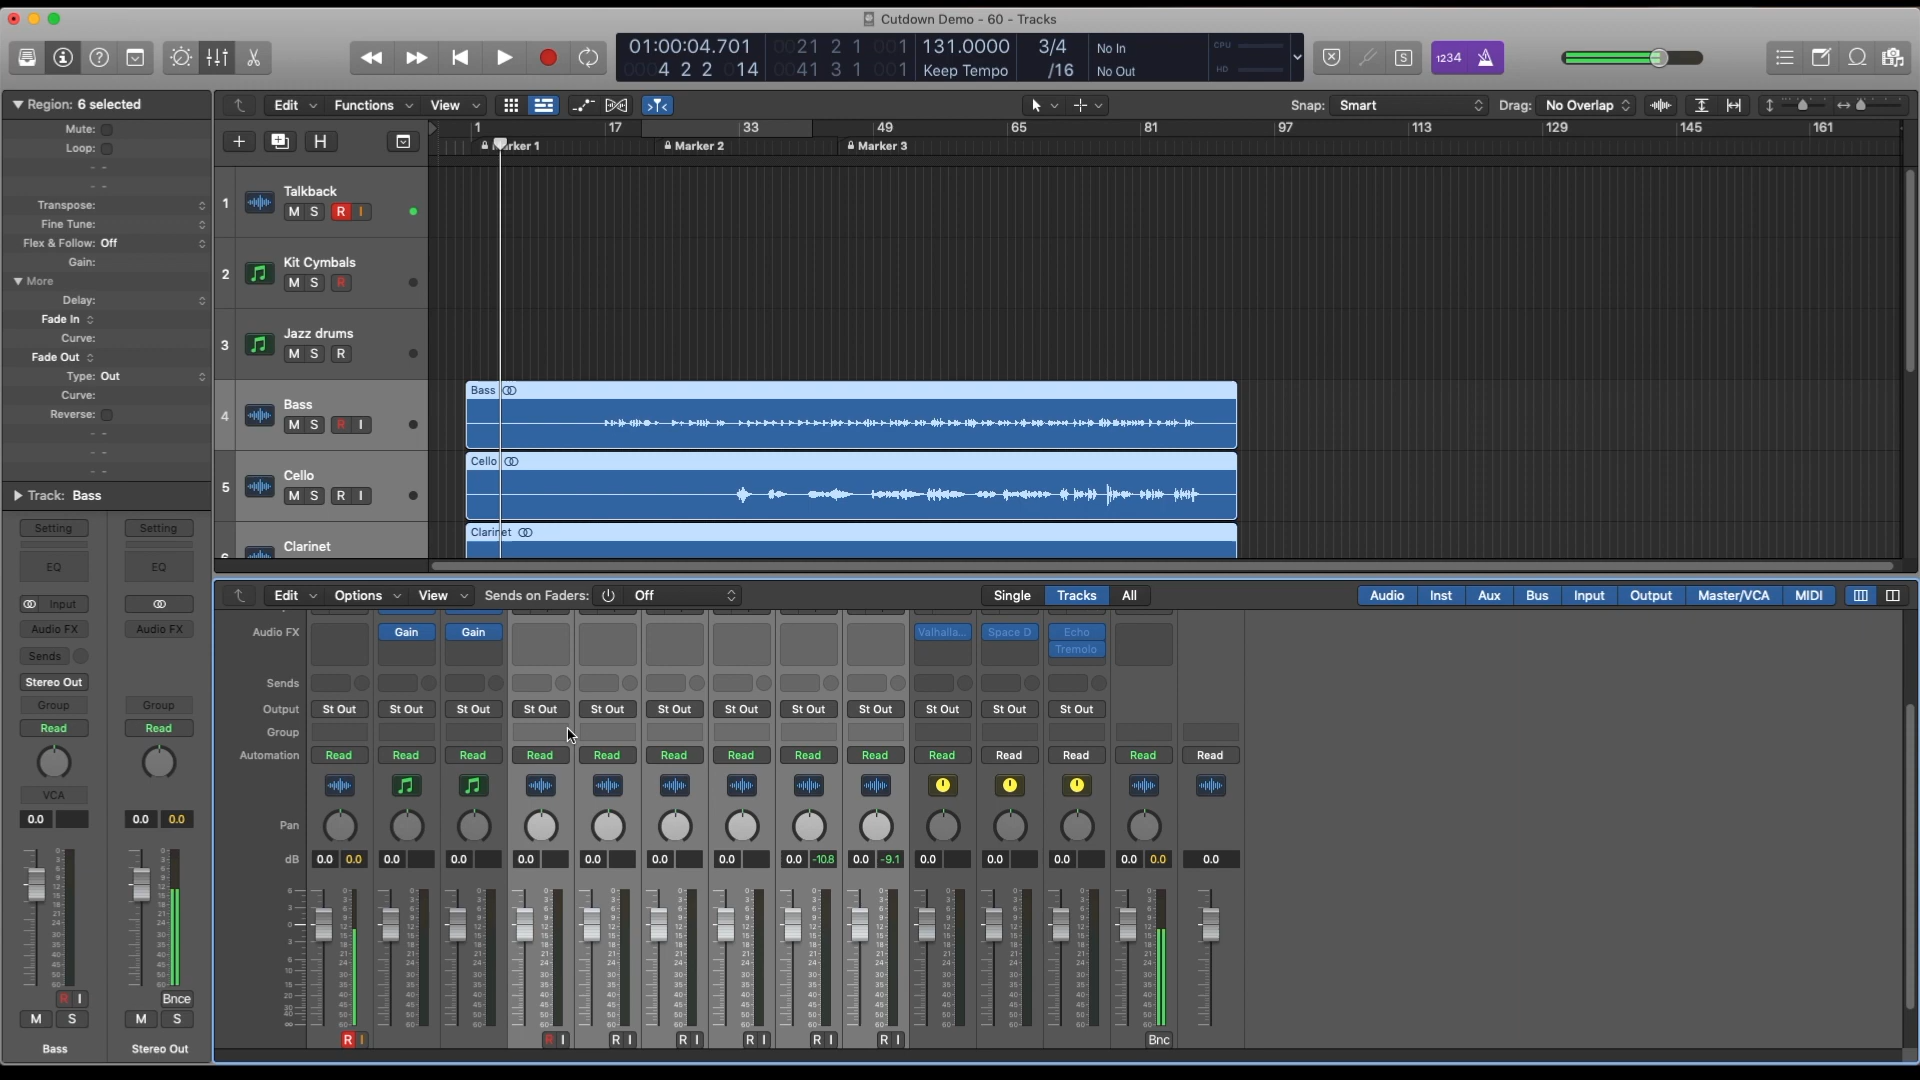 Cutdown Demo - 60 - Tracks
01:00:04.701
4 2 2 014
0021 2 1 001
0041 3 1 001
131.0000
Keep Tempo
3/4
/16
No In
No Out
CPU
HD
S
1234
Region: 6 selected
Mute:
Loop:
- -
- -
Transpose:
Fine Tune:
Flex & Follow: Off
Gain:
More
Delay:
Fade In
Curve:
Fade Out
Type: Out
Curve:
Reverse:
- -
- -
- -
Track: Bass
Edit Functions View
Snap: Smart
Drag: No Overlap
H
1 17 33 49 65 81 97 113 129 145 161
rker 1 Marker 2 Marker 3
1 Talkback
M S R I
2 Kit Cymbals
M S R
3 Jazz drums
M S R
4 Bass
M S R I
5 Cello
M S R I
Clarinet
Bass
Cello
Clarinet
Setting Setting
EQ EQ
Input
Audio FX Audio FX
Sends
Stereo Out
Group Group
Read Read
VCA
0.0 0.0 0.0
R I Bnce
M S M S
Bass Stereo Out
Edit Options View Sends on Faders: Off
Single Tracks All
Audio Inst Aux Bus Input Output Master/VCA MIDI
Audio FX Gain Gain Valhalla... Space D Echo
Tremolo
Sends
Output St Out St Out St Out St Out St Out St Out St Out St Out St Out St Out St Out St Out
Group
Automation Read Read Read Read Read Read Read Read Read Read Read Read Read Read
Pan
dB 0.0 0.0 0.0 0.0 0.0 0.0 0.0 0.0 0.0 -10.8 0.0 -9.1 0.0 0.0 0.0 0.0 0.0 0.0
R I R I R I R I R I R I R I Bnc